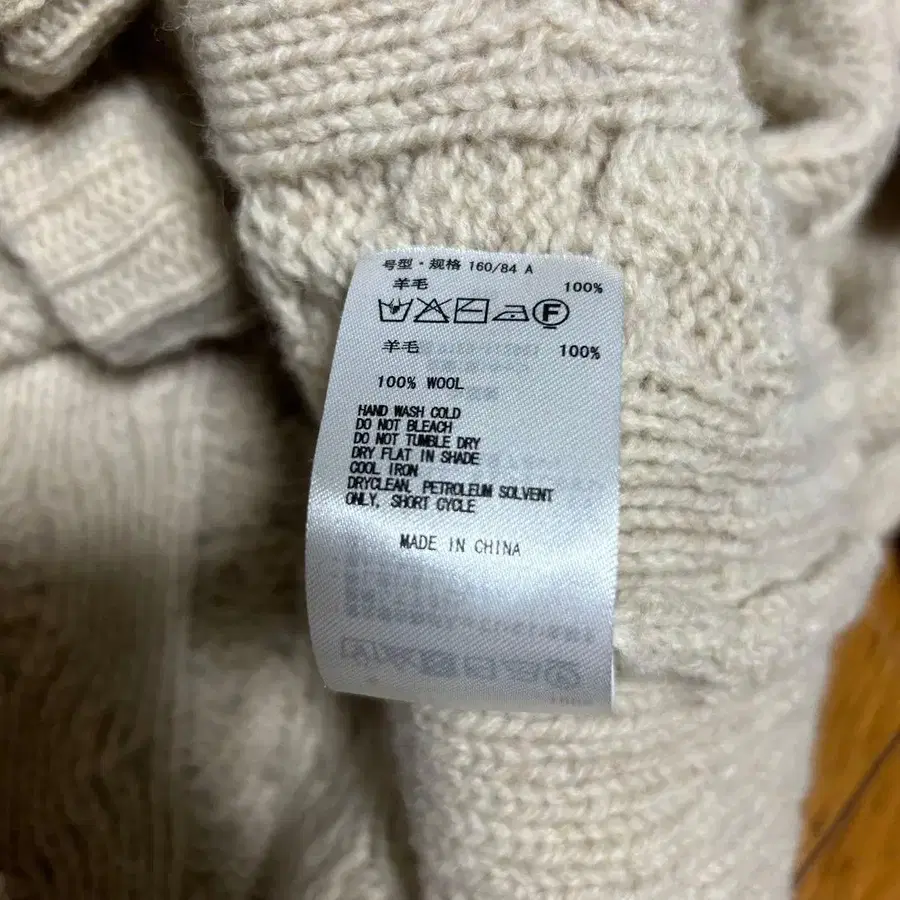 号型・规格 160/84 A
羊毛 100%
F
羊毛 100%
100% WOOL
HAND WASH COLD
DO NOT BLEACH
DO NOT TUMBLE DRY
DRY FLAT IN SHADE
COOL IRON
DRYCLEAN, PETROLEUM SOLVENT
ONLY, SHORT CYCLE
MADE IN CHINA